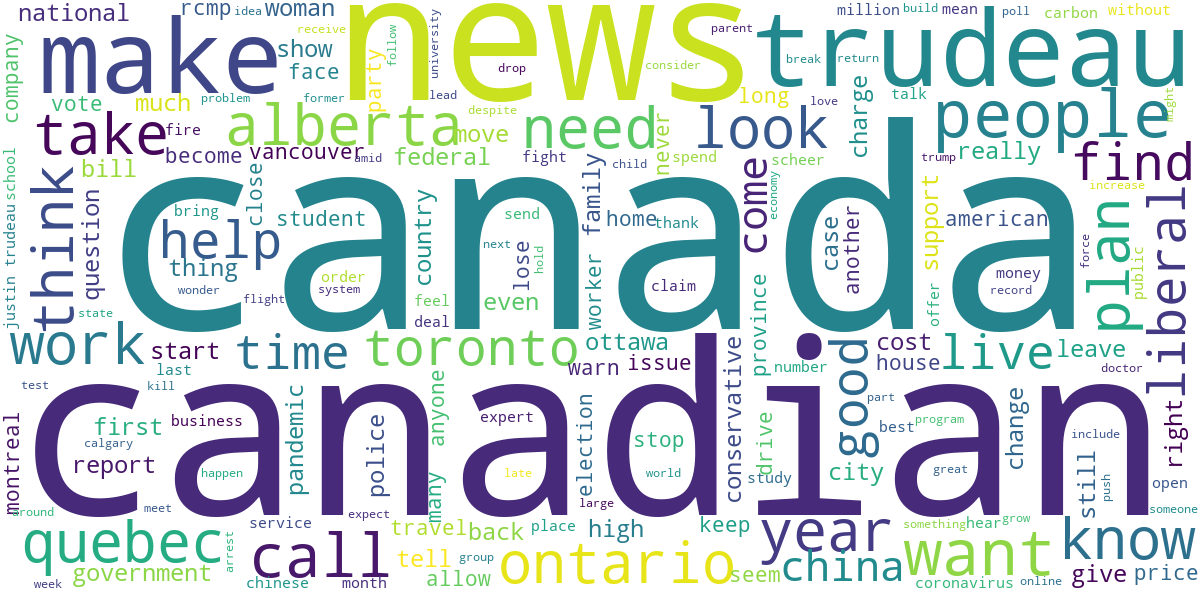 national
rcmp
idea
woman
news
million
build
mean
poll
carbon
without
make
receive
parent
trudeau
company
show
face
party
follow
university
drop
consider
break
return
vote
much
problem
former
lead
despite
long
love
talk
charge
people
might
take
fire
alberta
move
need
never
look
bill
become
vancouver
amid
federal
fight
child
spend
scheer
trump
really
find
increase
school
think
question
close
canada
bring
student
country
send
family
home
thank
come
economy
case
another
support
american
force
plan
public
liberal
help
thing
wonder
order
system
flight
next
lose
hold
even
claim
money
record
justin trudeau
state
feel
deal
worker
province
offer
work
start
last
time
toronto
ottawa
warn
issue
cost
house
live
leave
number
doctor
test
kill
canadian
good
conservative
part
best
program
change
right
montreal
first
business
calgary
report
happen
pandemic
police
anyone
many
expert
late
election
stop
world
large
drive
study
city
great
include
still
push
open
someone
around
meet
service
expect
travel
back
place
high
keep
year
something
hear
grow
quebec
government
arrest
call
tell
group
allow
ontario
seem
china
want
know
week
chinese
month
coronavirus
online
give
price